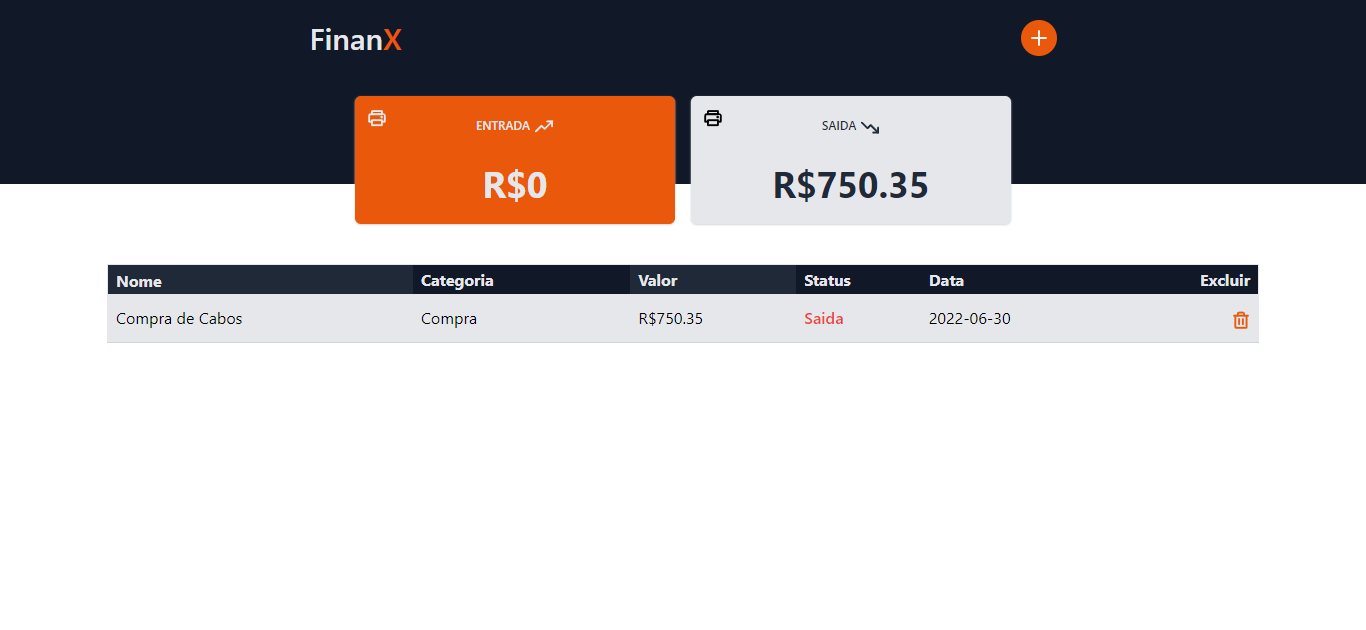 FinanX
ENTRADA
R$0
SAIDA
R$750.35
Nome Categoria Valor Status Data Excluir
Compra de Cabos Compra R$750.35 Saida 2022-06-30